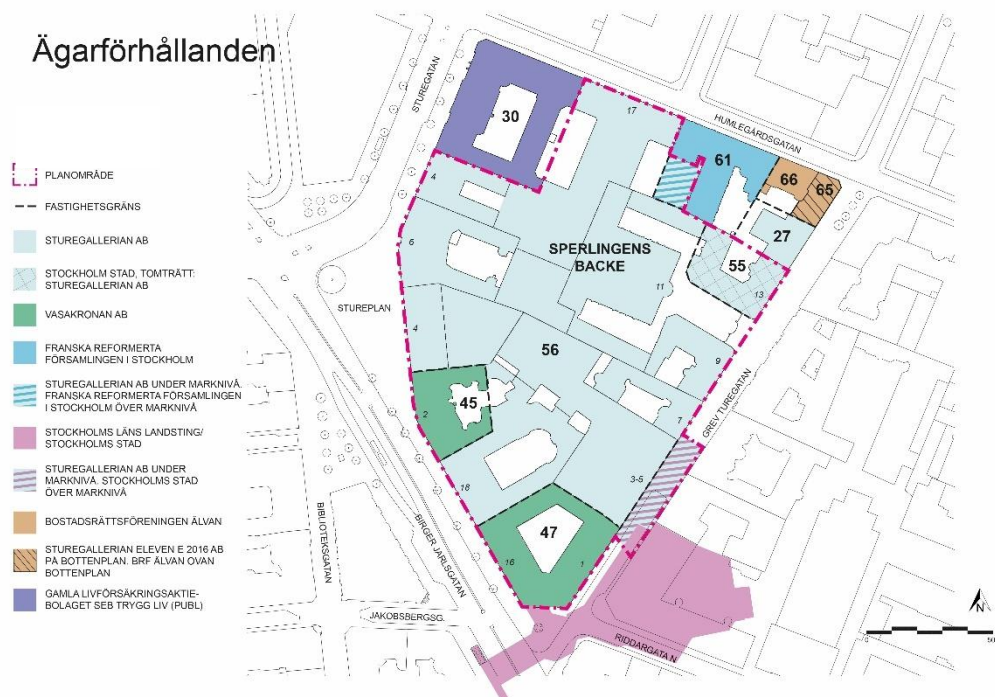 Ägarförhållanden
PLANOMRÅDE
FASTIGHETSGRÄNS
STUREGALLERIAN AB
STOCKHOLM STAD, TOMTRÄTT:
STUREGALLERIAN AB
VASAKRONAN AB
FRANSKA REFORMERTA
FÖRSAMLINGEN I STOCKHOLM
STUREGALLERIAN AB UNDER MARKNIVÅ.
FRANSKA REFORMERTA FÖRSAMLINGEN
I STOCKHOLM ÖVER MARKNIVÅ
STOCKHOLMS LÄNS LANDSTING/
STOCKHOLMS STAD
STUREGALLERIAN AB UNDER
MARKNIVÅ. STOCKHOLMS STAD
ÖVER MARKNIVÅ
BOSTADSRÄTTSFÖRENINGEN ÄLVAN
STUREGALLERIAN ELEVEN E 2016 AB
PÅ BOTTENPLAN. BRF ÄLVAN OVAN
BOTTENPLAN
GAMLA LIVFÖRSÄKRINGSAKTIE-
BOLAGET SEB TRYGG LIV (PUBL)
STUREGATAN
HUMLEGÅRDSGATAN
30
17
61
66
65
4
27
SPERLINGENS
BACKE
55
6
11
13
STUREPLAN
4
56
9
GREV TUREGATAN
2
45
7
18
3-5
47
16
1
BIBLIOTEKSGATAN
BIRGER JARLSGATAN
JAKOBSBERGSG.
RIDDARGATAN
N
0
50